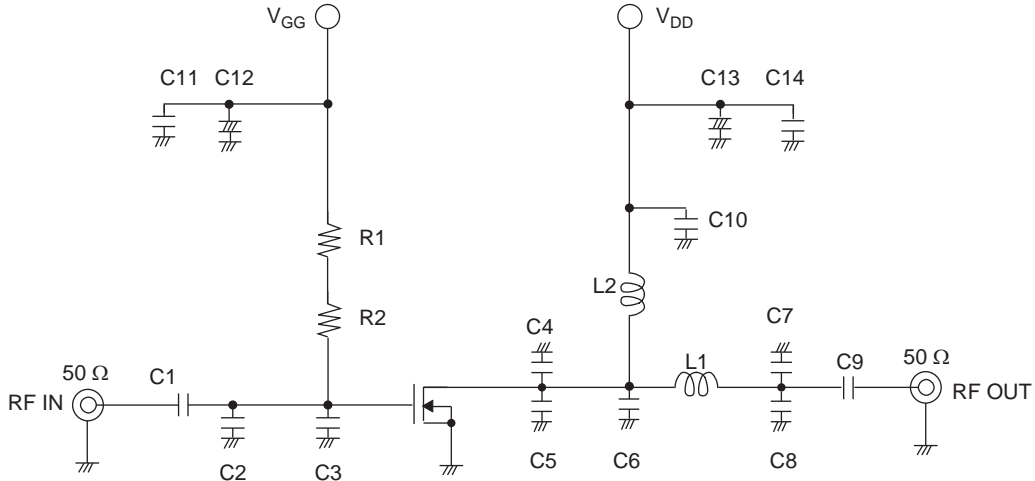 VGG
VDD
C11 C12
C13 C14
C10
R1
L2
R2
C4
C7
50 Ω
C1
L1
C9
50 Ω
RF IN
RF OUT
C2
C3
C5
C6
C8